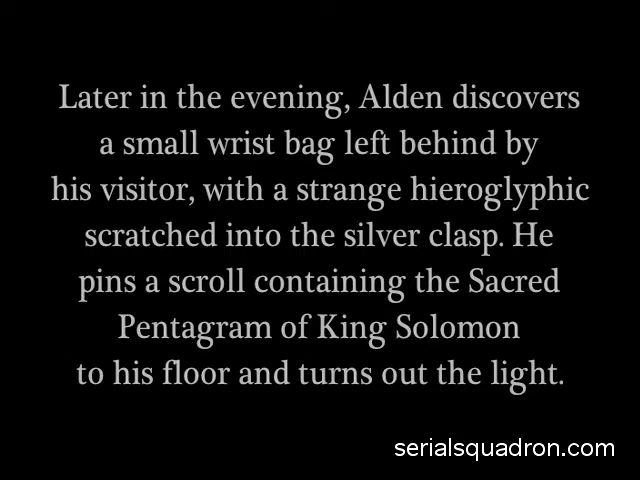 Later in the evening, Alden discovers
a small wrist bag left behind by
his visitor, with a strange hieroglyphic
scratched into the silver clasp. He
pins a scroll containing the Sacred
Pentagram of King Solomon
to his floor and turns out the light.
serialsquadron.com